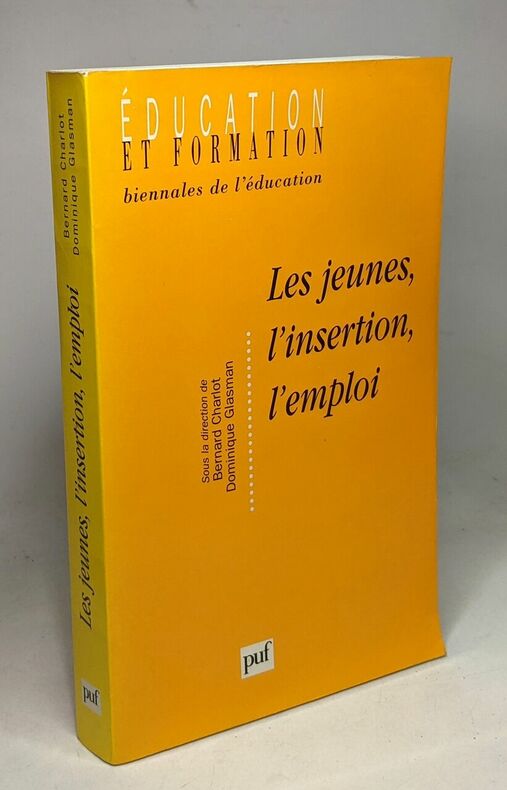 ÉDUCATION
ET FORMATION
biennales de l'éducation
Les jeunes,
l'insertion,
l'emploi
Sous la direction de
Bernard Charlot
Dominique Glasman
puf
Bernard Charlot
Dominique Glasman
Les jeunes, l'insertion, l'emploi
puf